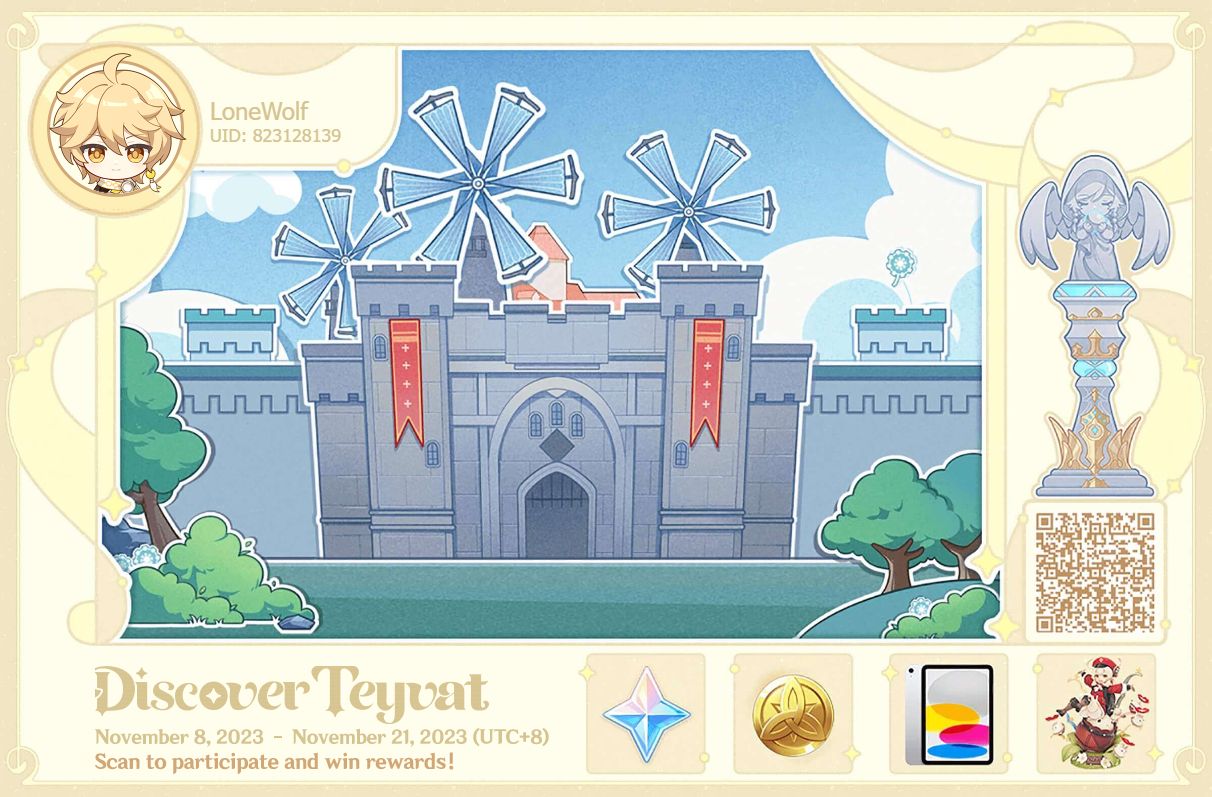 LoneWolf
UID: 823128139
Discover Teyvat
November 8, 2023 - November 21, 2023 (UTC+8)
Scan to participate and win rewards!